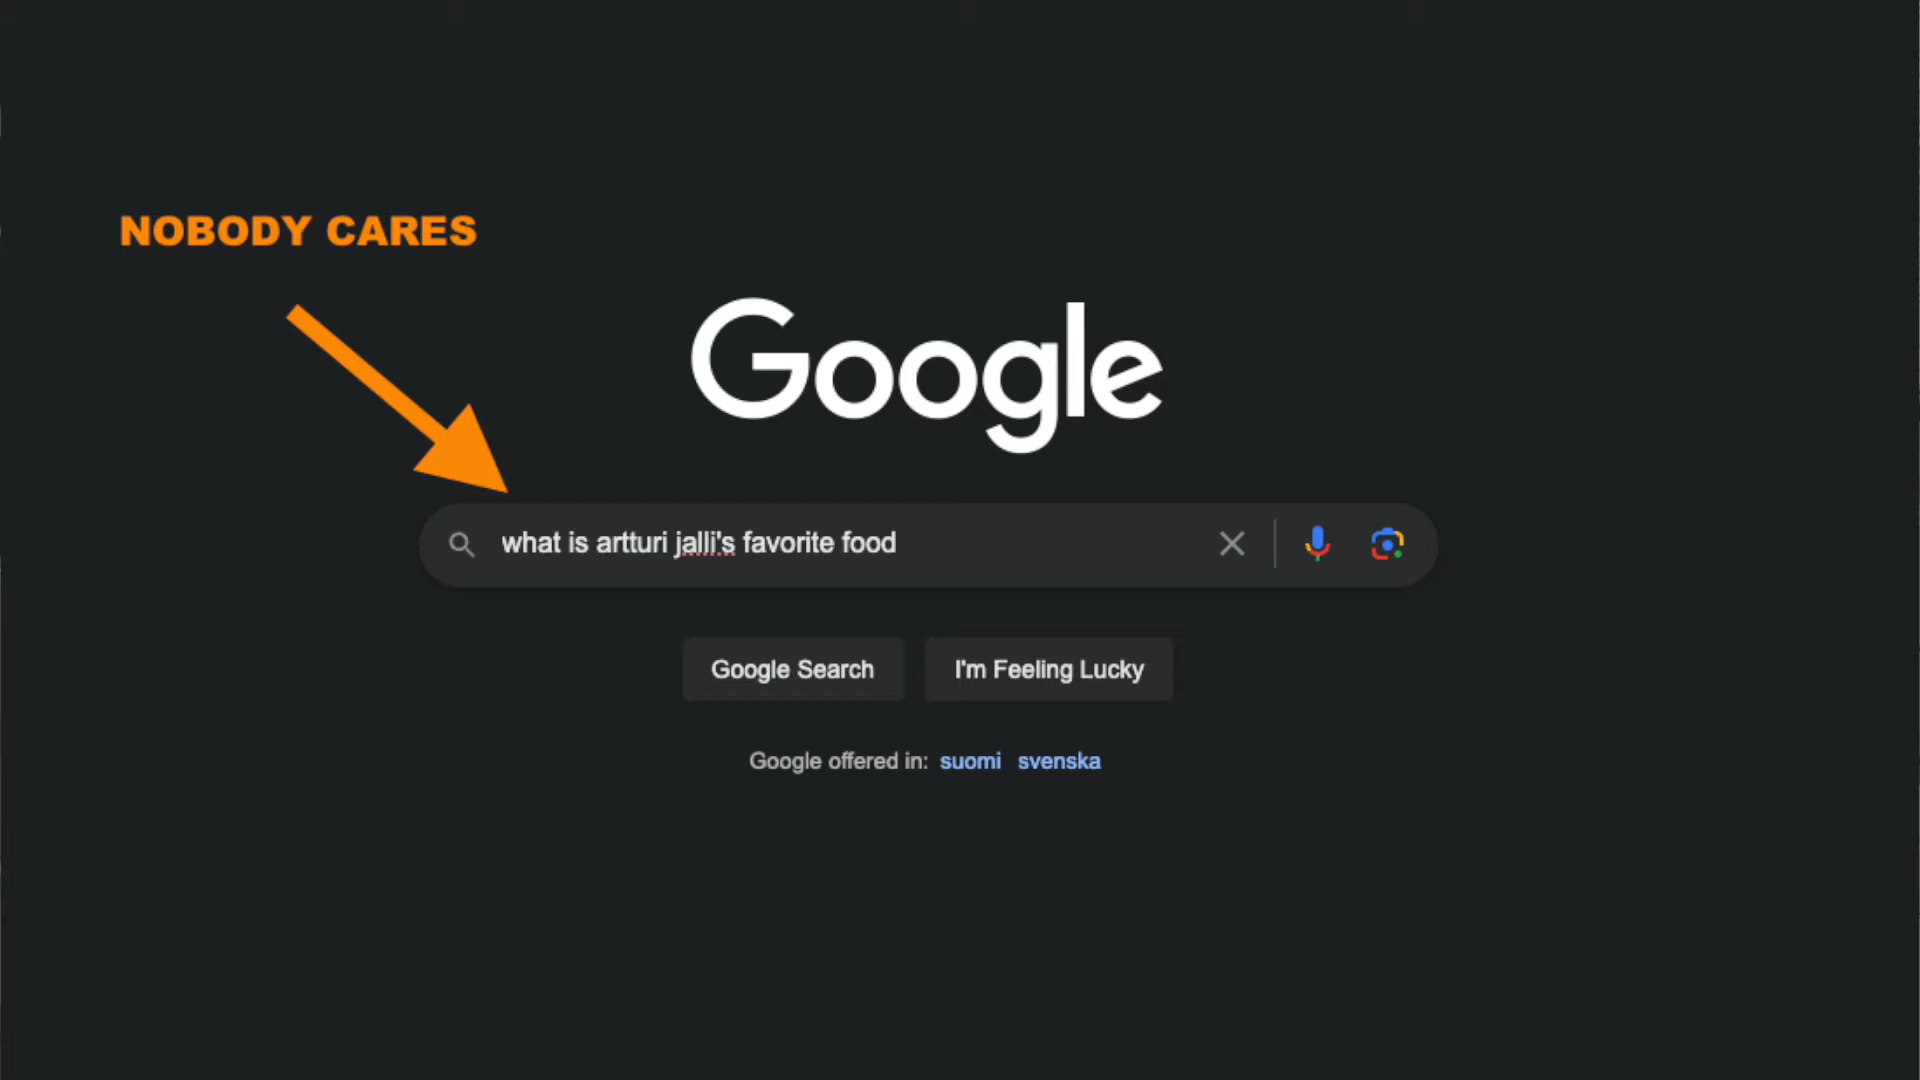 NOBODY CARES
Google
what is artturi jalli's favorite food
Google Search
I'm Feeling Lucky
Google offered in: suomi svenska